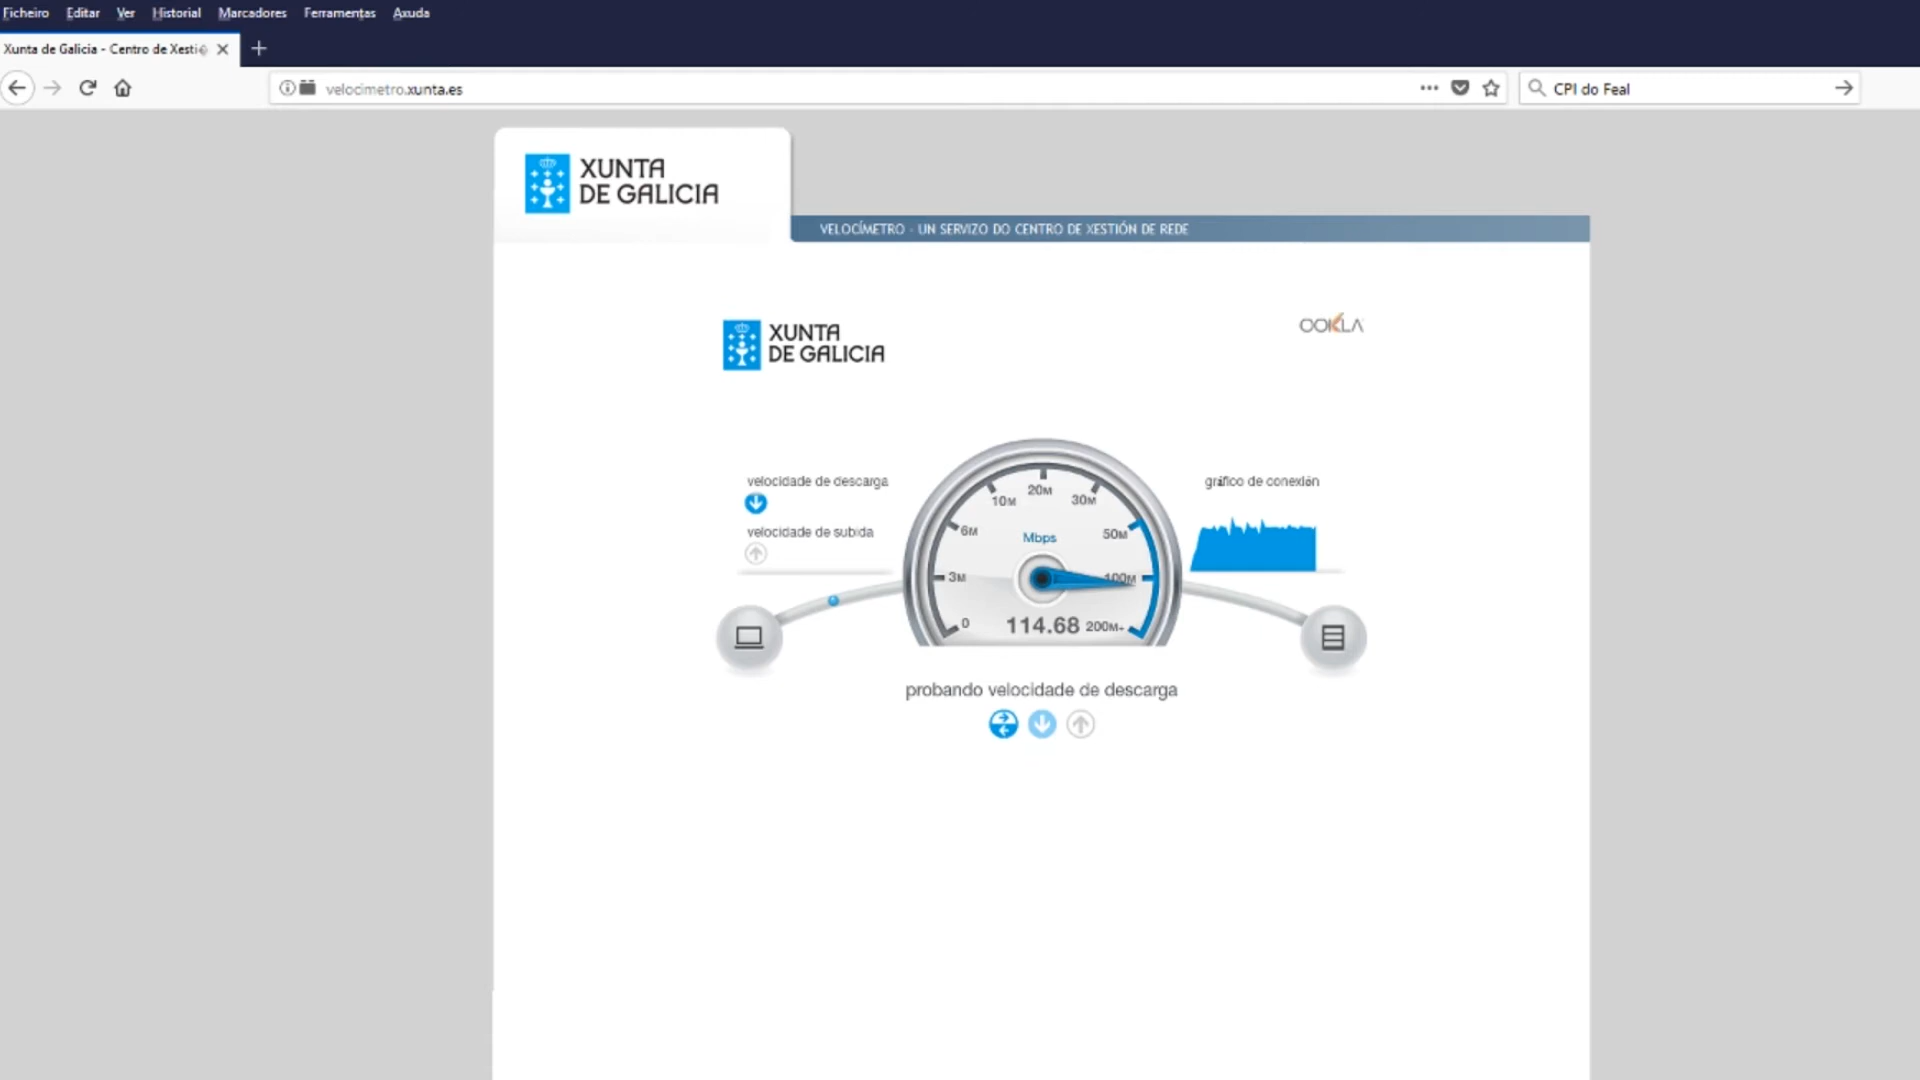 Ficheiro Editar Ver Historial Marcadores Ferramentas Axuda
Xunta de Galicia - Centro de Xesti
velocimetro.xunta.es
CPI do Feal
XUNTA
DE GALICIA
VELOCÍMETRO - UN SERVIZO DO CENTRO DE XESTIÓN DE REDE
XUNTA
DE GALICIA
OOKLA
velocidade de descarga
velocidade de subida
gráfico de conexión
0
3M
6M
10M
20M
30M
50M
100M
200M+
Mbps
114.68
probando velocidade de descarga